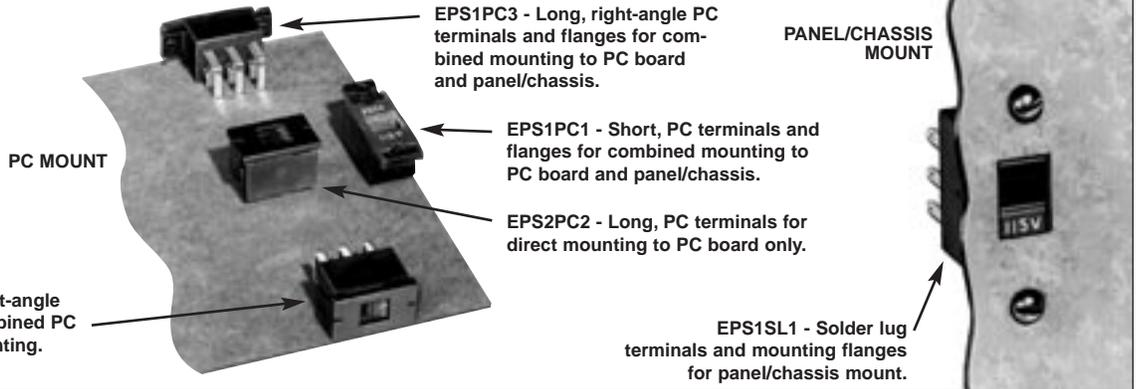 EPS1PC3 - Long, right-angle PC
terminals and flanges for com-
bined mounting to PC board
and panel/chassis.
PANEL/CHASSIS
MOUNT
EPS1PC1 - Short, PC terminals and
flanges for combined mounting to
PC board and panel/chassis.
PC MOUNT
EPS2PC2 - Long, PC terminals for
direct mounting to PC board only.
115V
t-angle
bined PC
nting.
EPS1SL1 - Solder lug
terminals and mounting flanges
for panel/chassis mount.